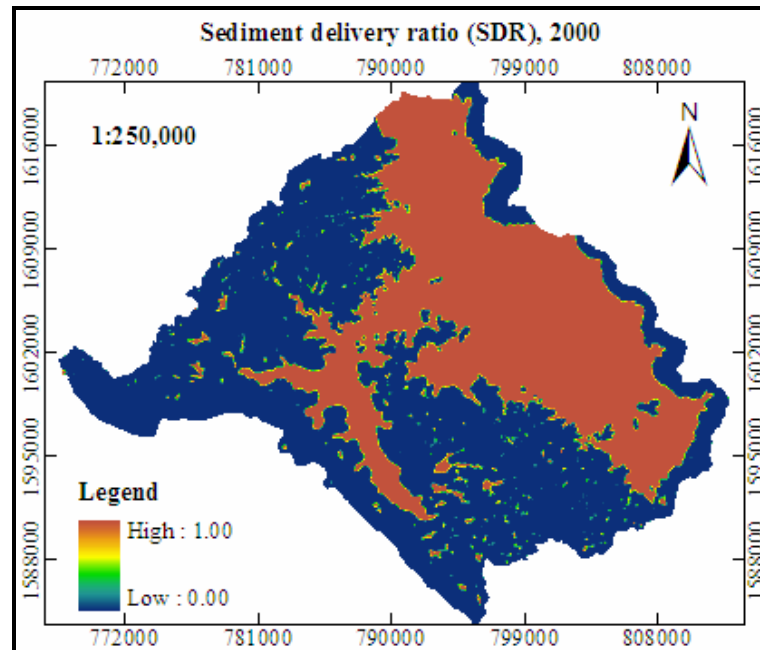 Sediment delivery ratio (SDR), 2000
772000 781000 790000 799000 808000
1:250,000
N
1616000 1609000 1602000 1595000 1588000
1616000 1609000 1602000 1595000 1588000
Legend
High : 1.00
Low : 0.00
772000 781000 790000 799000 808000